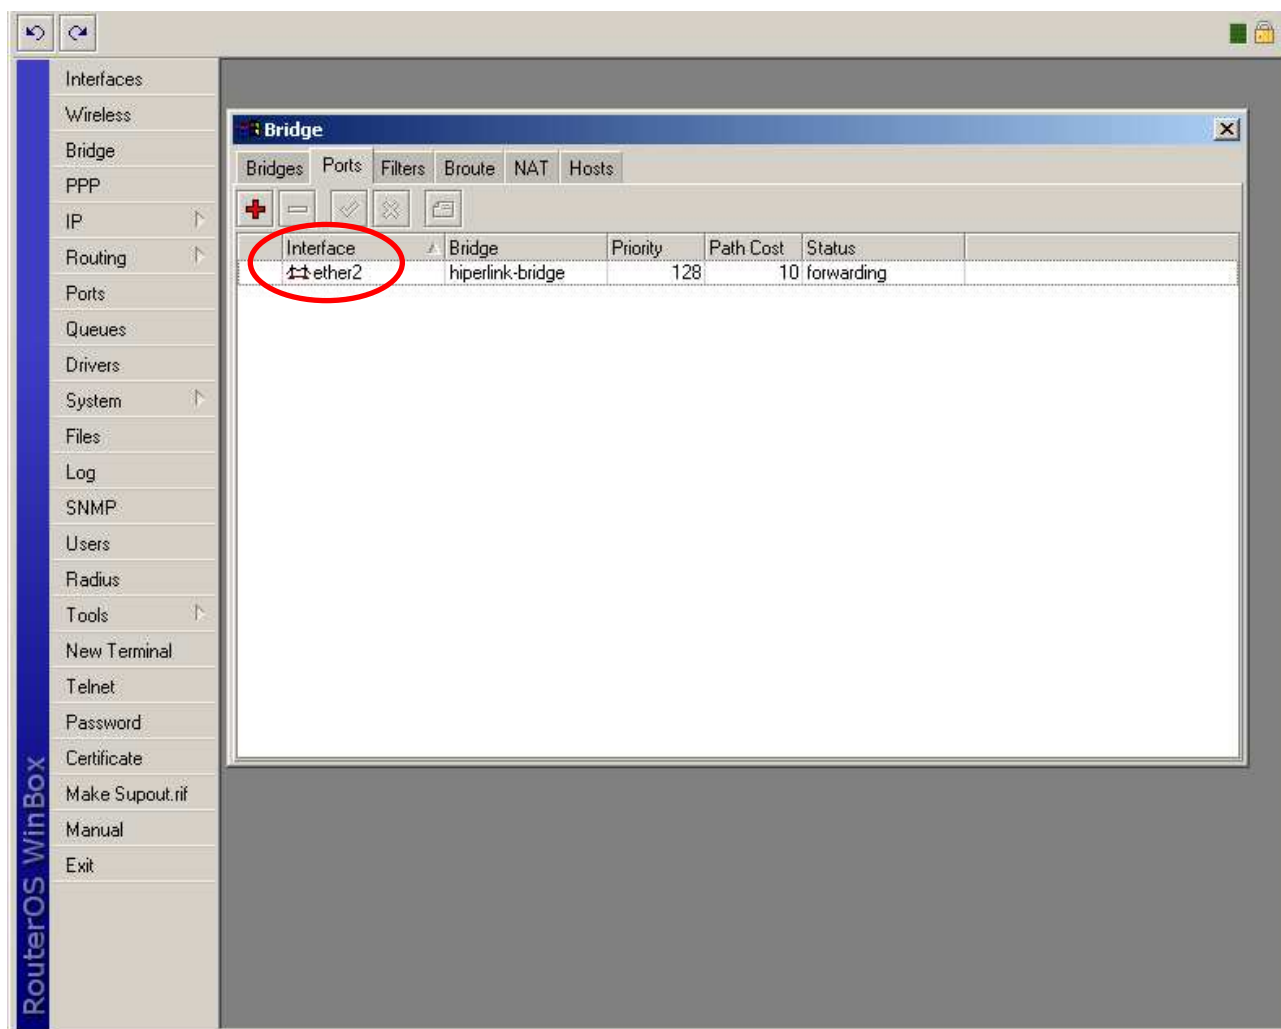 Interfaces
Wireless
Bridge
PPP
IP
Routing
Ports
Queues
Drivers
System
Files
Log
SNMP
Users
Radius
Tools
New Terminal
Telnet
Password
Certificate
Make Supout.rif
Manual
Exit
RouterOS WinBox
Bridge
Bridges Ports Filters Broute NAT Hosts
Interface Bridge Priority Path Cost Status
ether2 hiperlink-bridge 128 10 forwarding